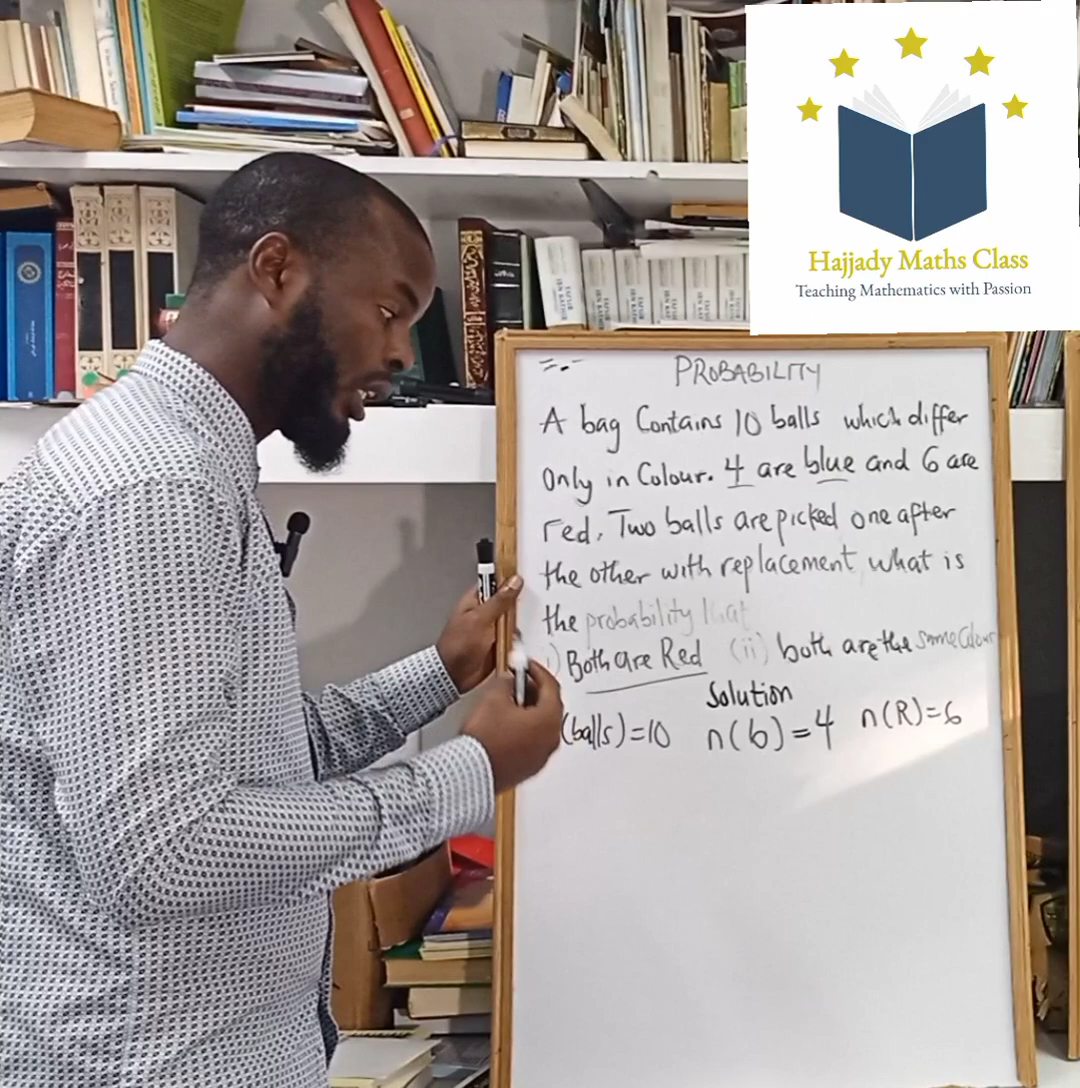 Hajjady Maths Class
Teaching Mathematics with Passion
PROBABILITY
A bag Contains 10 balls which differ
Only in Colour. 4 are blue and 6 are
red. Two balls are picked one after
the other with replacement, what is
the probability that
i) Both are Red (ii) both are the same Colour
Solution
(balls)=10 n(b)=4 n(R)=6